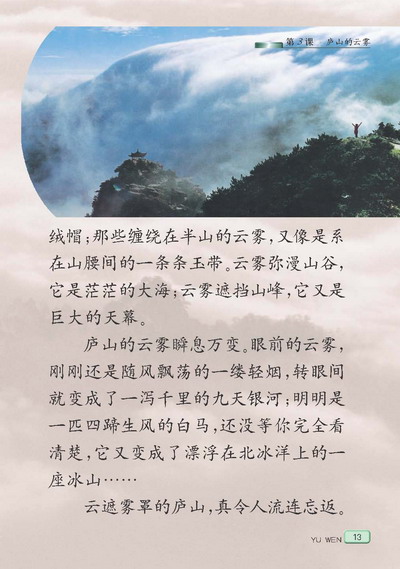 第3课 庐山的云雾
绒帽;那些缠绕在半山的云雾,又像是系
在山腰间的一条条玉带。云雾弥漫山谷,
它是茫茫的大海;云雾遮挡山峰,它又是
巨大的天幕。
庐山的云雾瞬息万变。眼前的云雾,
刚刚还是随风飘荡的一缕轻烟,转眼间
就变成了一泻千里的九天银河;明明是
一匹四蹄生风的白马,还没等你完全看
清楚,它又变成了漂浮在北冰洋上的一
座冰山……
云遮雾罩的庐山,真令人流连忘返。
YU WEN 13